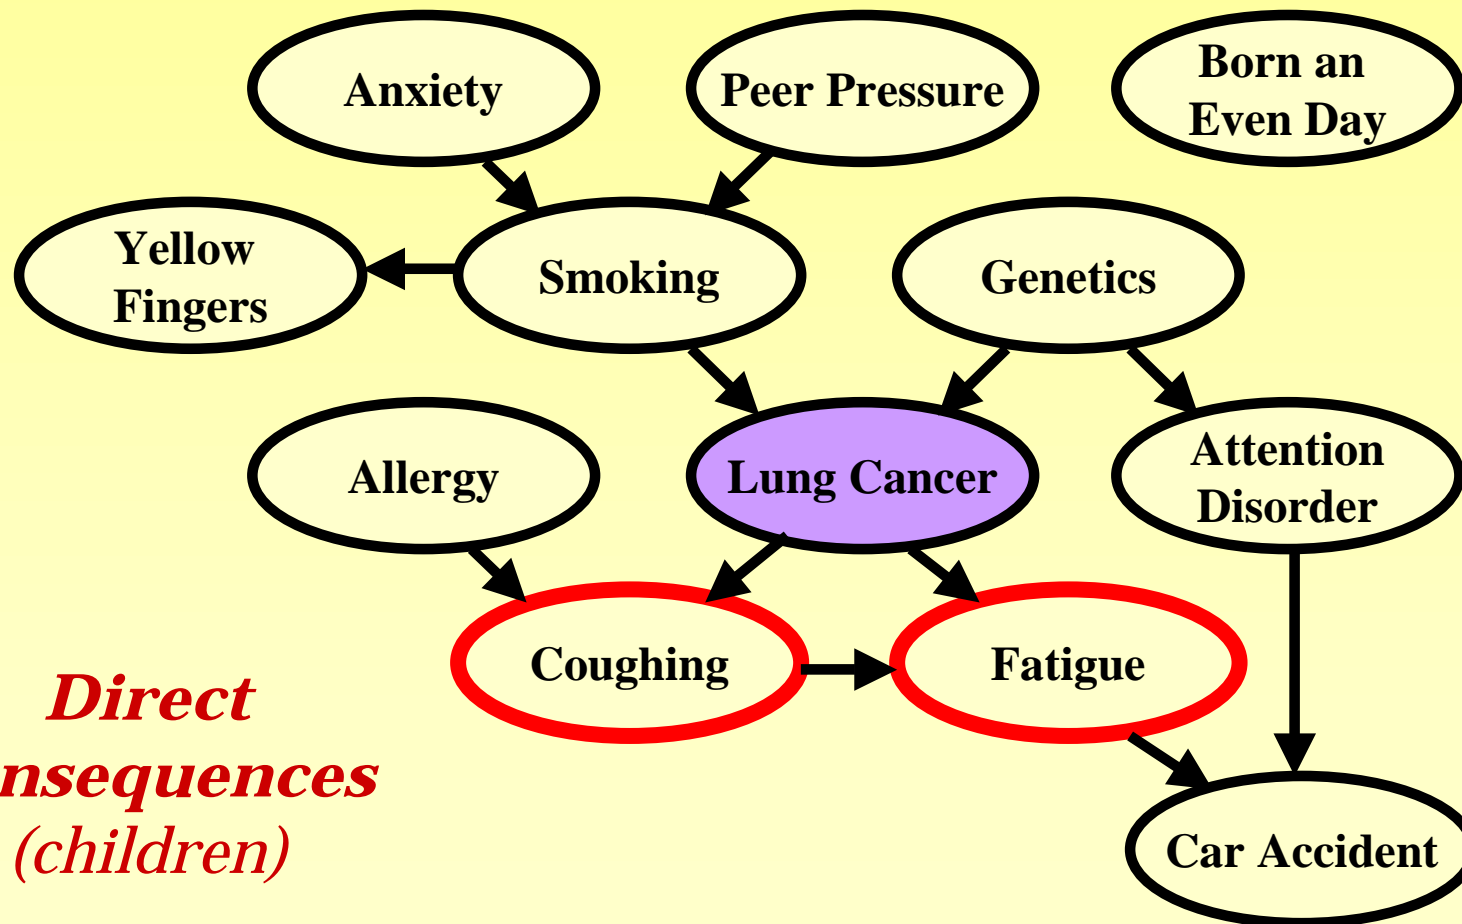 Anxiety
Peer Pressure
Born an
Even Day
Yellow
Fingers
Smoking
Genetics
Allergy
Lung Cancer
Attention
Disorder
Coughing
Fatigue
Direct
nsequences
(children)
Car Accident